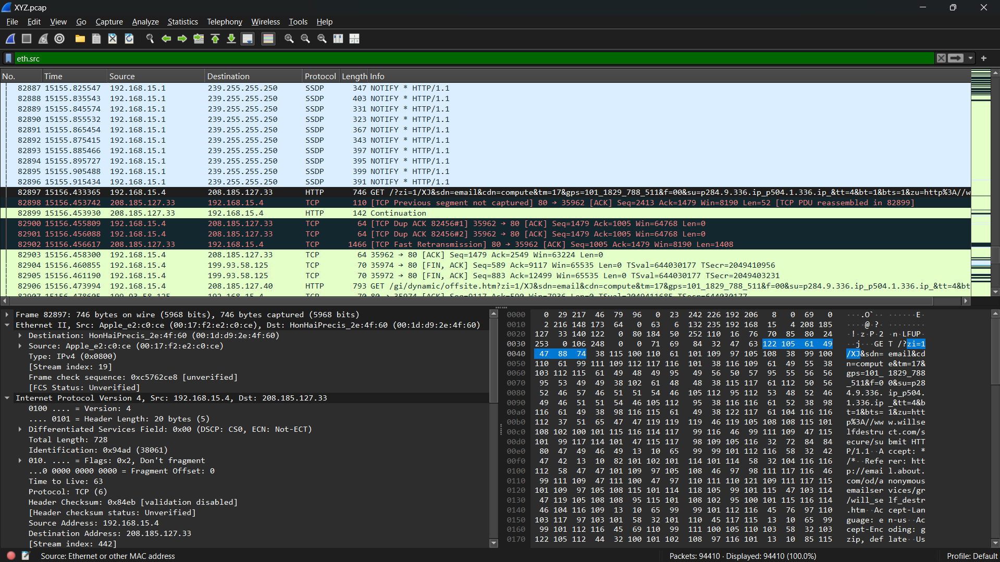 XYZ.pcap
File Edit View Go Capture Analyze Statistics Telephony Wireless Tools Help
eth.src
No. Time Source Destination Protocol Length Info
82887 15155.825547 192.168.15.1 239.255.255.250 SSDP 347 NOTIFY * HTTP/1.1
82888 15155.835543 192.168.15.1 239.255.255.250 SSDP 403 NOTIFY * HTTP/1.1
82889 15155.845574 192.168.15.1 239.255.255.250 SSDP 331 NOTIFY * HTTP/1.1
82890 15155.855532 192.168.15.1 239.255.255.250 SSDP 323 NOTIFY * HTTP/1.1
82891 15155.865454 192.168.15.1 239.255.255.250 SSDP 367 NOTIFY * HTTP/1.1
82892 15155.875415 192.168.15.1 239.255.255.250 SSDP 343 NOTIFY * HTTP/1.1
82893 15155.885466 192.168.15.1 239.255.255.250 SSDP 397 NOTIFY * HTTP/1.1
82894 15155.895727 192.168.15.1 239.255.255.250 SSDP 395 NOTIFY * HTTP/1.1
82895 15155.905488 192.168.15.1 239.255.255.250 SSDP 399 NOTIFY * HTTP/1.1
82896 15155.915434 192.168.15.1 239.255.255.250 SSDP 391 NOTIFY * HTTP/1.1
82897 15156.433365 192.168.15.4 208.185.127.33 HTTP 746 GET /?zi=1/XJ&sdn=email&cdn=compute&tm=17&gps=101_1829_788_511&f=00&su=p284.9.336.ip_p504.1.336.ip_&tt=4&bt=1&bts=1&zu=http%3A//w
82898 15156.453742 208.185.127.33 192.168.15.4 TCP 110 [TCP Previous segment not captured] 80 → 35962 [ACK] Seq=2413 Ack=1479 Win=8190 Len=52 [TCP PDU reassembled in 82899]
82899 15156.453930 208.185.127.33 192.168.15.4 HTTP 142 Continuation
82900 15156.455809 192.168.15.4 208.185.127.33 TCP 64 [TCP Dup ACK 82456#1] 35962 → 80 [ACK] Seq=1479 Ack=1005 Win=64768 Len=0
82901 15156.456088 192.168.15.4 208.185.127.33 TCP 64 [TCP Dup ACK 82456#2] 35962 → 80 [ACK] Seq=1479 Ack=1005 Win=64768 Len=0
82902 15156.456617 208.185.127.33 192.168.15.4 TCP 1466 [TCP Fast Retransmission] 80 → 35962 [ACK] Seq=1005 Ack=1479 Win=8190 Len=1408
82903 15156.458300 192.168.15.4 208.185.127.33 TCP 64 35962 → 80 [ACK] Seq=1479 Ack=2549 Win=63224 Len=0
82904 15156.460855 192.168.15.4 199.93.58.125 TCP 70 35974 → 80 [FIN, ACK] Seq=589 Ack=9117 Win=65535 Len=0 TSval=644030177 TSecr=2049410956
82905 15156.461190 192.168.15.4 199.93.58.125 TCP 70 35972 → 80 [FIN, ACK] Seq=883 Ack=12499 Win=65535 Len=0 TSval=644030177 TSecr=2049403231
82906 15156.473994 192.168.15.4 208.185.127.40 HTTP 793 GET /gi/dynamic/offsite.htm?zi=1/XJ&sdn=email&cdn=compute&tm=17&gps=101_1829_788_511&f=00&su=p284.9.336.ip_p504.1.336.ip_&tt=4&bt
82907 15156.478605 199.93.58.125 192.168.15.4 TCP 70 80 → 35974 [ACK] Seq=9117 Ack=590 Win=7936 Len=0 TSval=2049411685 TSecr=644030177
Frame 82897: 746 bytes on wire (5968 bits), 746 bytes captured (5968 bits)
Ethernet II, Src: Apple_e2:c0:ce (00:17:f2:e2:c0:ce), Dst: HonHaiPrecis_2e:4f:60 (00:1d:d9:2e:4f:60)
Destination: HonHaiPrecis_2e:4f:60 (00:1d:d9:2e:4f:60)
Source: Apple_e2:c0:ce (00:17:f2:e2:c0:ce)
Type: IPv4 (0x0800)
[Stream index: 19]
Frame check sequence: 0xc5762ce8 [unverified]
[FCS Status: Unverified]
Internet Protocol Version 4, Src: 192.168.15.4, Dst: 208.185.127.33
0100 .... = Version: 4
.... 0101 = Header Length: 20 bytes (5)
Differentiated Services Field: 0x00 (DSCP: CS0, ECN: Not-ECT)
Total Length: 728
Identification: 0x94ad (38061)
010. .... = Flags: 0x2, Don't fragment
...0 0000 0000 0000 = Fragment Offset: 0
Time to Live: 63
Protocol: TCP (6)
Header Checksum: 0x84eb [validation disabled]
[Header checksum status: Unverified]
Source Address: 192.168.15.4
Destination Address: 208.185.127.33
[Stream index: 442]
0000 0 29 217 46 79 96 0 23 242 226 192 206 8 0 69 0 ····.O`·· ······E·
0010 2 216 148 173 64 0 63 6 132 235 192 168 15 4 208 185 ····@·?· ········
0020 127 33 140 122 0 80 184 50 252 110 16 76 70 85 80 24 ·!·z·P·2 ·n·LFUP·
0030 253 0 106 248 0 0 71 69 84 32 47 63 122 105 61 49 ··j···GE T /?zi=1
0040 47 88 74 38 115 100 110 61 101 109 97 105 108 38 99 100 /XJ&sdn= email&cd
0050 110 61 99 111 109 112 117 116 101 38 116 109 61 49 55 38 n=comput e&tm=17&
0060 103 112 115 61 49 48 49 95 49 56 50 57 95 55 56 56 gps=101_ 1829_788
0070 95 53 49 49 38 102 61 48 48 38 115 117 61 112 50 56 _511&f=0 0&su=p28
0080 52 46 57 46 51 51 54 46 105 112 95 112 53 48 52 46 4.9.336. ip_p504.
0090 49 46 51 51 54 46 105 112 95 38 116 116 61 52 38 98 1.336.ip _&tt=4&b
00a0 116 61 49 38 98 116 115 61 49 38 122 117 61 104 116 116 t=1&bts= 1&zu=htt
00b0 112 37 51 65 47 47 119 119 119 46 119 105 108 108 115 101 p%3A//ww w.willse
00c0 108 102 100 101 115 116 114 117 99 116 46 99 111 109 47 115 lfdestru ct.com/s
00d0 101 99 117 114 101 47 115 117 98 109 105 116 32 72 84 84 ecure/su bmit HTT
00e0 80 47 49 46 49 13 10 65 99 99 101 112 116 58 32 42 P/1.1··A ccept: *
00f0 47 42 13 10 82 101 102 101 114 101 114 58 32 104 116 116 /*··Refe rer: htt
0100 112 58 47 47 101 109 97 105 108 46 97 98 111 117 116 46 p://emai l.about.
0110 99 111 109 47 111 100 47 97 110 111 110 121 109 111 117 115 com/od/a nonymous
0120 101 109 97 105 108 115 101 114 118 105 99 101 115 47 103 114 emailser vices/gr
0130 47 119 105 108 108 95 115 101 108 102 95 100 101 115 116 114 /will_se lf_destr
0140 46 104 116 109 13 10 65 99 99 101 112 116 45 76 97 110 .htm··Ac cept-Lan
0150 103 117 97 103 101 58 32 101 110 45 117 115 13 10 65 99 guage: e n-us··Ac
0160 99 101 112 116 45 69 110 99 111 100 105 110 103 58 32 103 cept-Enc oding: g
0170 122 105 112 44 32 100 101 102 108 97 116 101 13 10 85 115 zip, def late··Us
Source: Ethernet or other MAC address
Packets: 94410 · Displayed: 94410 (100.0%)
Profile: Default